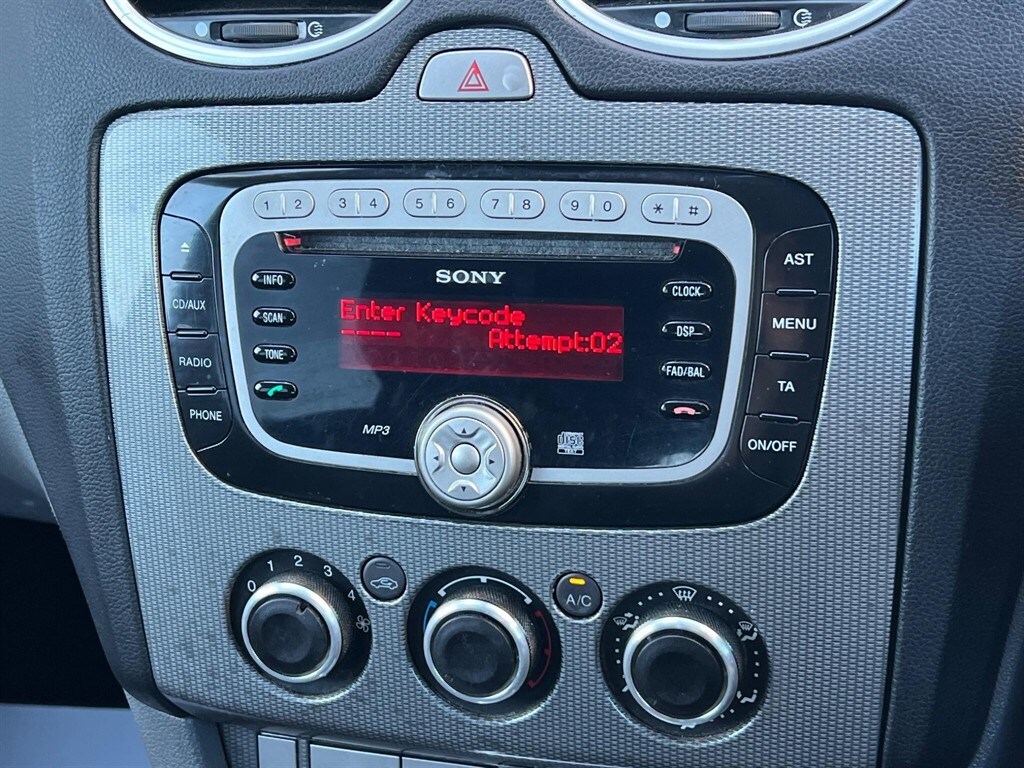 1 2 3 4 5 6 7 8 9 0 * #
SONY
INFO
SCAN
TONE
CD/AUX
RADIO
PHONE
Enter Keycode
---- Attempt:02
CLOCK
DSP
FAD/BAL
AST
MENU
TA
ON/OFF
MP3
0 1 2 3 4
A/C